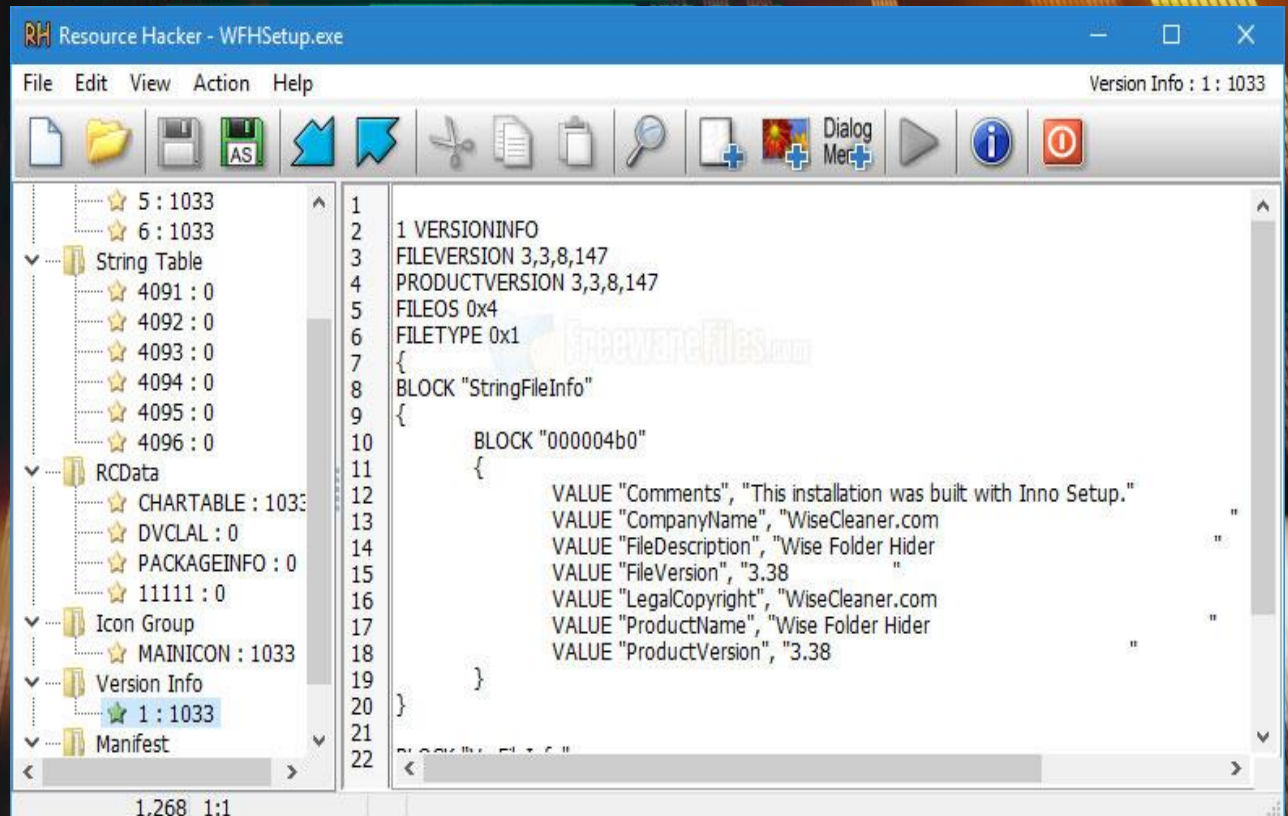 RH Resource Hacker - WFHSetup.exe
File Edit View Action Help
Version Info : 1 : 1033
AS
Dialog
5 : 1033
6 : 1033
String Table
4091 : 0
4092 : 0
4093 : 0
4094 : 0
4095 : 0
4096 : 0
RCData
CHARTABLE : 1033
DVCLAL : 0
PACKAGEINFO : 0
11111 : 0
Icon Group
MAINICON : 1033
Version Info
1 : 1033
Manifest
1
2 1 VERSIONINFO
3 FILEVERSION 3,3,8,147
4 PRODUCTVERSION 3,3,8,147
5 FILEOS 0x4
6 FILETYPE 0x1
7 {
8 BLOCK "StringFileInfo"
9 {
10 BLOCK "000004b0"
11 {
12 VALUE "Comments", "This installation was built with Inno Setup."
13 VALUE "CompanyName", "WiseCleaner.com "
14 VALUE "FileDescription", "Wise Folder Hider "
15 VALUE "FileVersion", "3.38 "
16 VALUE "LegalCopyright", "WiseCleaner.com
17 VALUE "ProductName", "Wise Folder Hider "
18 VALUE "ProductVersion", "3.38 "
19 }
20 }
21
22
FreewareFiles.com
1,268 1:1